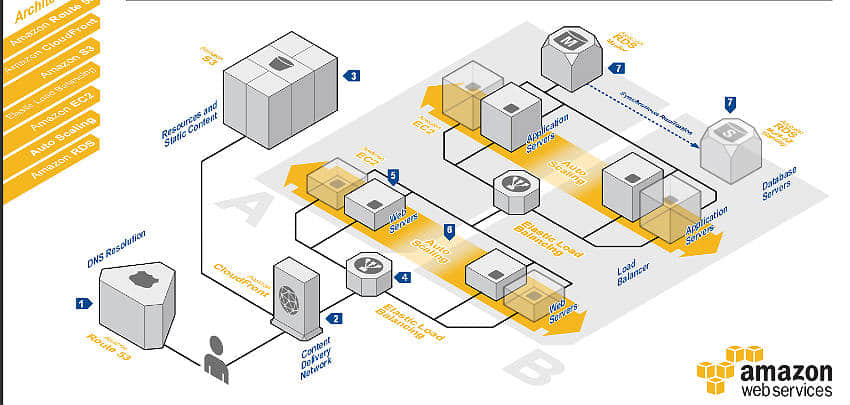 Amazon Route 53
Amazon CloudFront
Amazon S3
Elastic Load Balancing
Amazon EC2
Auto Scaling
Amazon RDS
Amazon
S3
3
Resources and
Static Content
Amazon
RDS
Master
M
7
Synchronous Replication
7
Amazon
RDS
S
Database
Servers
Amazon
EC2
Application
Servers
Auto
Scaling
Elastic Load
Balancing
Application
Servers
Load
Balancer
A
Amazon
EC2
5
Web
Servers
6
Auto
Scaling
4
Elastic Load
Balancing
Web
Servers
B
DNS Resolution
1
Amazon
Route 53
Amazon
CloudFront
2
Content
Delivery
Network
amazon
web services